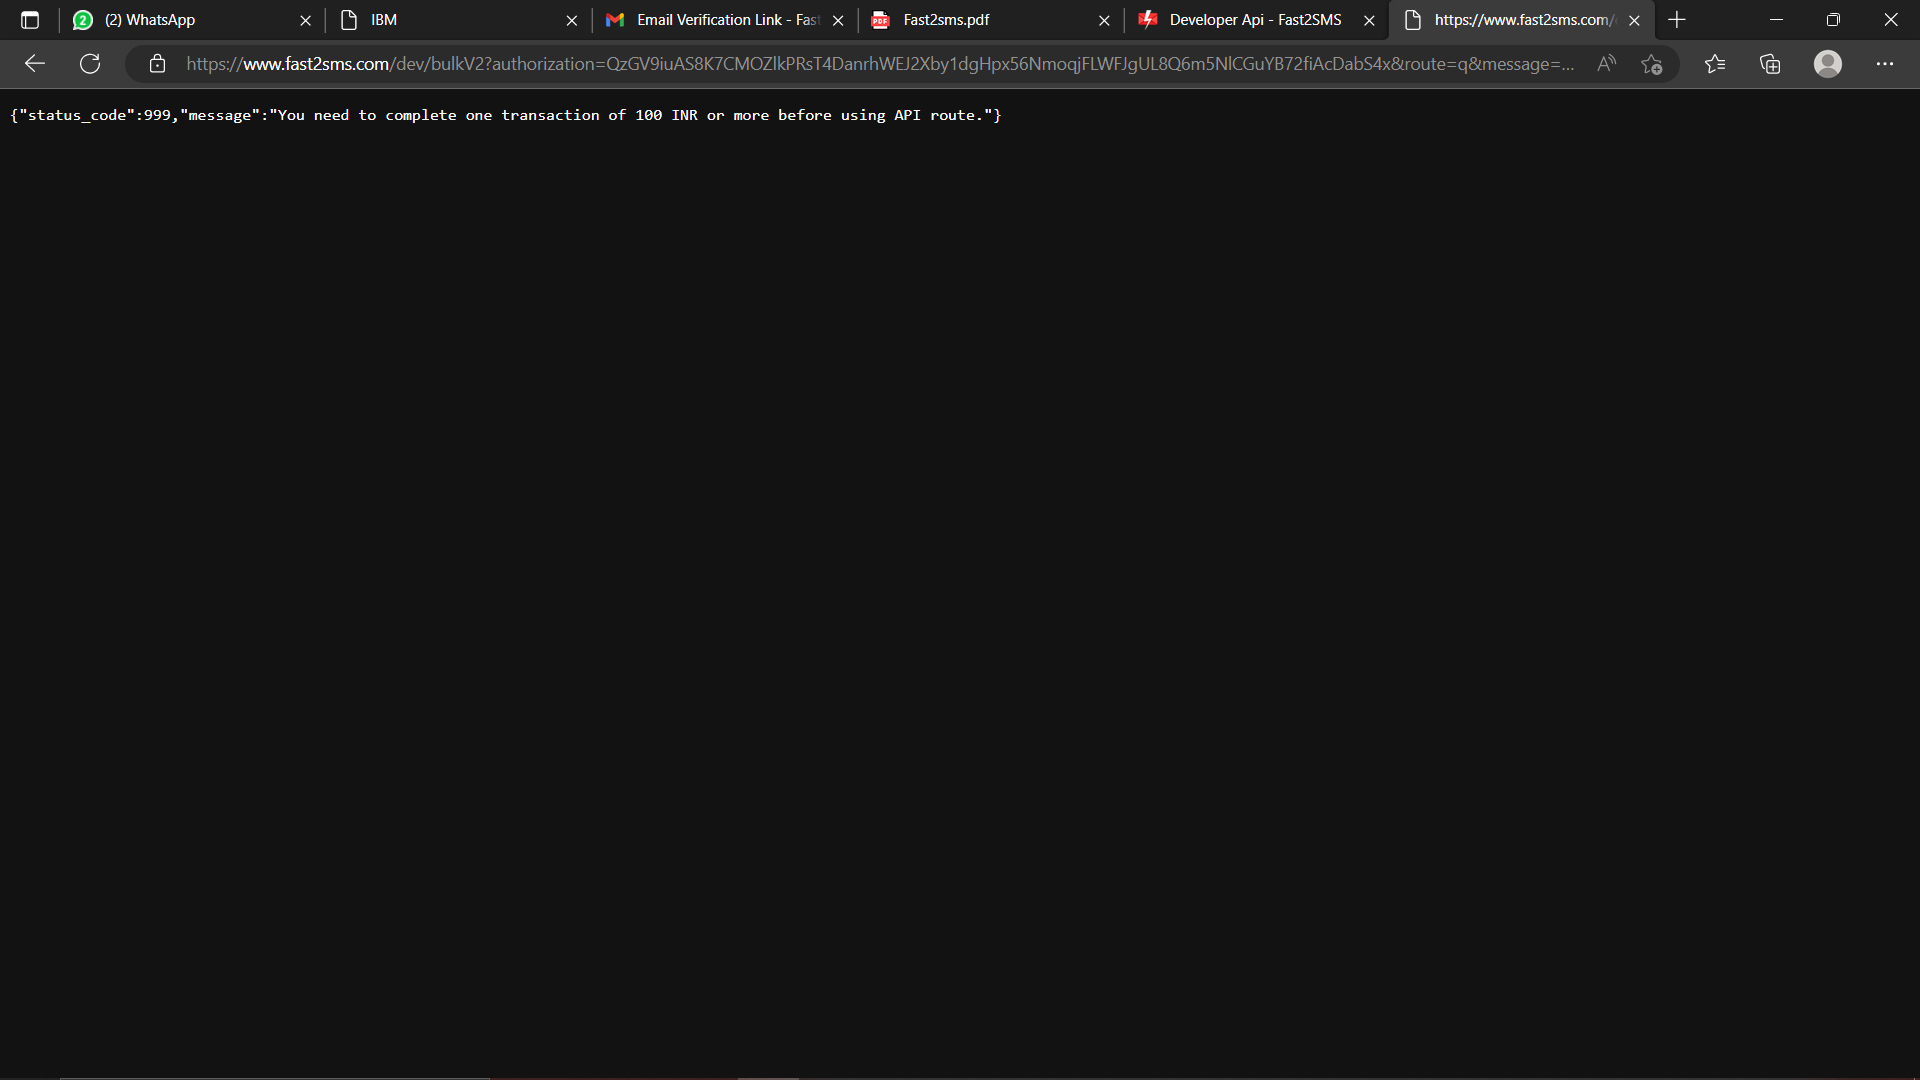 (2) WhatsApp
IBM
Email Verification Link - Fast
Fast2sms.pdf
Developer Api - Fast2SMS
https://www.fast2sms.com/
https://www.fast2sms.com/dev/bulkV2?authorization=QzGV9iuAS8K7CMOZlkPRsT4DanrhWEJ2Xby1dgHpx56NmoqjFLWFJgUL8Q6m5NlCGuYB72fiAcDabS4x&route=q&message=...
{"status_code":999,"message":"You need to complete one transaction of 100 INR or more before using API route."}